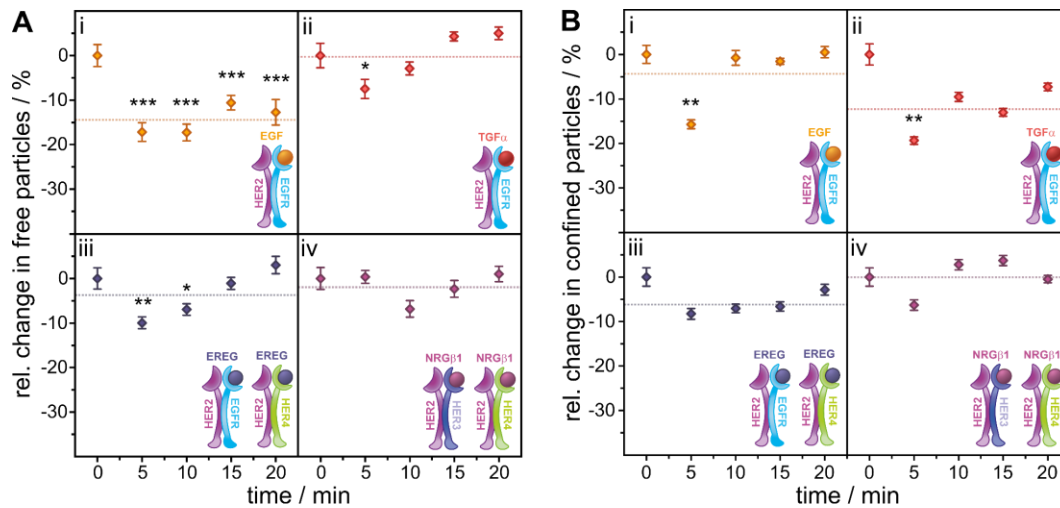 A
rel. change in free particles / %
i
0
-10
-20
-30
*** *** *** ***
EGF
HER2 EGFR
ii
*
TGFα
HER2 EGFR
iii
0
-10
-20
-30
** *
EREG EREG
HER2 EGFR HER2 HER4
0 5 10 15 20
iv
NRGβ1 NRGβ1
HER2 HER3 HER2 HER4
0 5 10 15 20
time / min
B
rel. change in confined particles / %
i
0
-10
-20
-30
**
EGF
HER2 EGFR
ii
**
TGFα
HER2 EGFR
iii
0
-10
-20
-30
EREG EREG
HER2 EGFR HER2 HER4
0 5 10 15 20
iv
NRGβ1 NRGβ1
HER2 HER3 HER2 HER4
0 5 10 15 20
time / min